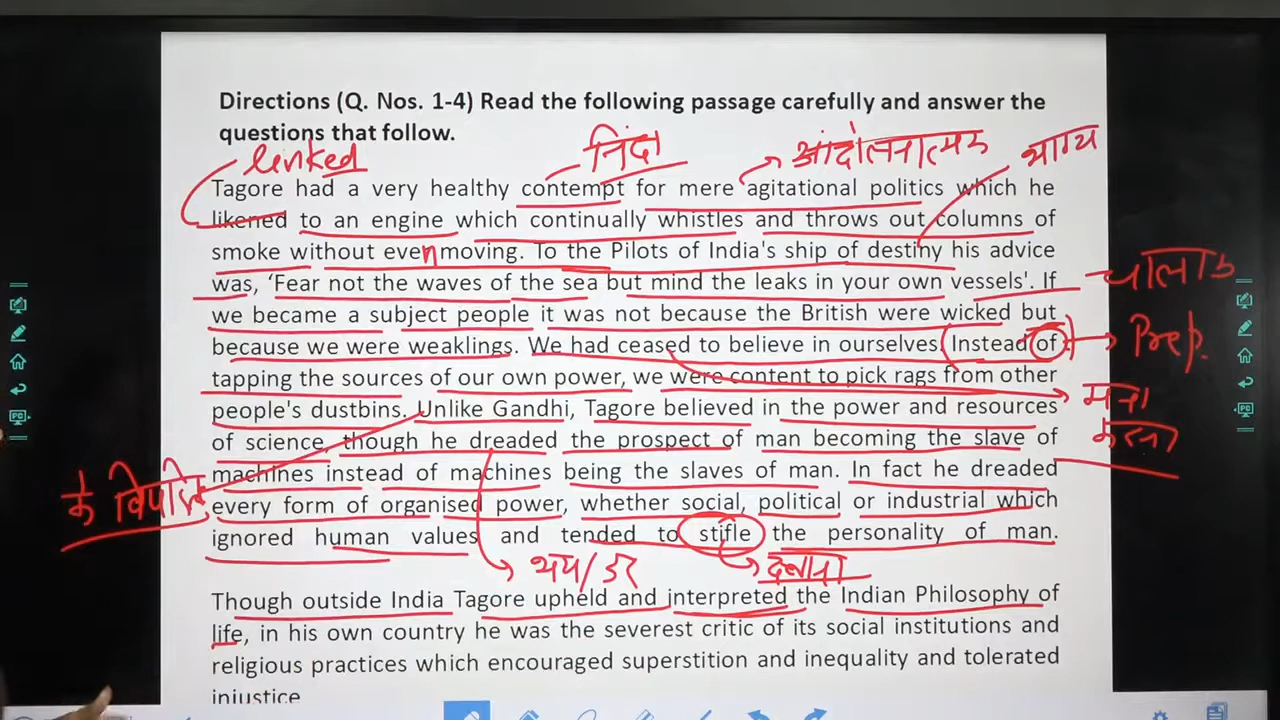 Directions (Q. Nos. 1-4) Read the following passage carefully and answer the
questions that follow.
linked निंदा आंदोलनात्मक भाग्य
Tagore had a very healthy contempt for mere agitational politics which he
likened to an engine which continually whistles and throws out columns of
smoke without even moving. To the Pilots of India's ship of destiny his advice
was, 'Fear not the waves of the sea but mind the leaks in your own vessels'. If
चालाक
we became a subject people it was not because the British were wicked but
because we were weaklings. We had ceased to believe in ourselves. Instead of
Prep.
tapping the sources of our own power, we were content to pick rags from other
people's dustbins. Unlike Gandhi, Tagore believed in the power and resources
मना
करना
of science, though he dreaded the prospect of man becoming the slave of
machines instead of machines being the slaves of man. In fact he dreaded
के विपरीत
every form of organised power, whether social, political or industrial which
ignored human values and tended to stifle the personality of man.
भय/डर दबाना
Though outside India Tagore upheld and interpreted the Indian Philosophy of
life, in his own country he was the severest critic of its social institutions and
religious practices which encouraged superstition and inequality and tolerated
injustice